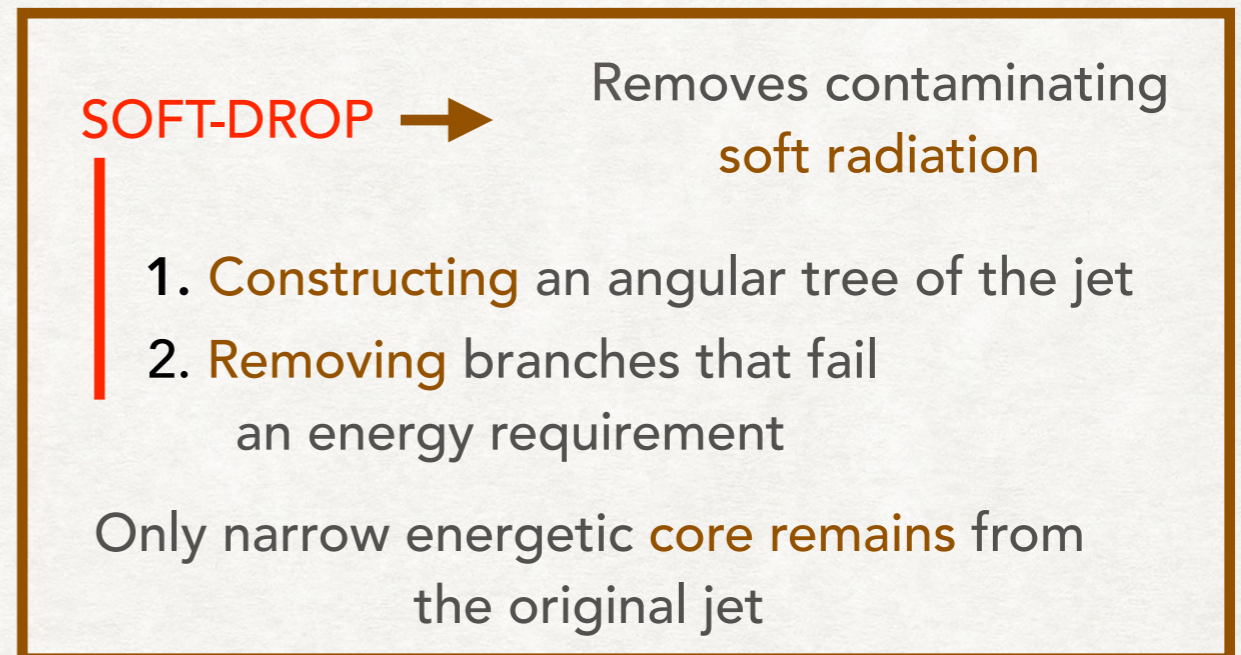 SOFT-DROP
Removes contaminating
soft radiation
1. Constructing an angular tree of the jet
2. Removing branches that fail
an energy requirement
Only narrow energetic core remains from
the original jet